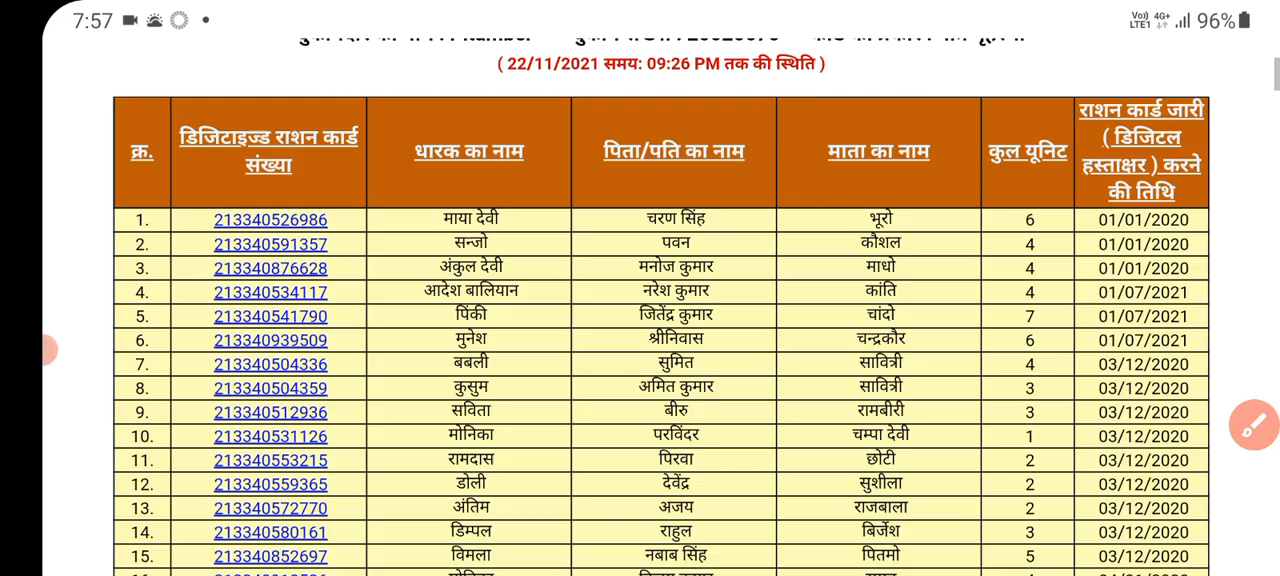 7:57 Vo) 4G+ LTE1 96%
( 22/11/2021 समय: 09:26 PM तक की स्थिति )
क्र. डिजिटाइज्ड राशन कार्ड संख्या धारक का नाम पिता/पति का नाम माता का नाम कुल यूनिट राशन कार्ड जारी ( डिजिटल हस्ताक्षर ) करने की तिथि
1. 213340526986 माया देवी चरण सिंह भूरो 6 01/01/2020
2. 213340591357 सन्जो पवन कौशल 4 01/01/2020
3. 213340876628 अंकुल देवी मनोज कुमार माधो 4 01/01/2020
4. 213340534117 आदेश बालियान नरेश कुमार कांति 4 01/07/2021
5. 213340541790 पिंकी जितेंद्र कुमार चांदो 7 01/07/2021
6. 213340939509 मुनेश श्रीनिवास चन्द्रकौर 6 01/07/2021
7. 213340504336 बबली सुमित सावित्री 4 03/12/2020
8. 213340504359 कुसुम अमित कुमार सावित्री 3 03/12/2020
9. 213340512936 सविता बीरु रामबीरी 3 03/12/2020
10. 213340531126 मोनिका परविंदर चम्पा देवी 1 03/12/2020
11. 213340553215 रामदास पिरवा छोटी 2 03/12/2020
12. 213340559365 डोली देवेंद्र सुशीला 2 03/12/2020
13. 213340572770 अंतिम अजय राजबाला 2 03/12/2020
14. 213340580161 डिम्पल राहुल बिर्जेश 3 03/12/2020
15. 213340852697 विमला नबाब सिंह पितमो 5 03/12/2020